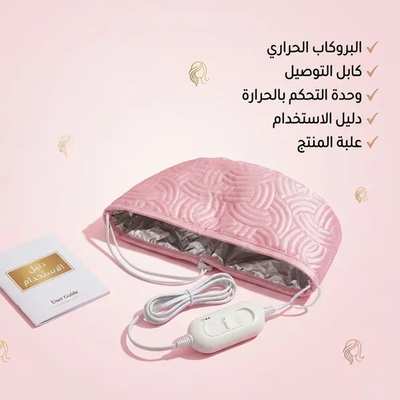 البروكاب الحراري
كابل التوصيل
وحدة التحكم بالحرارة
دليل الاستخدام
علبة المنتج
دليل
الاستخدام
User Guide